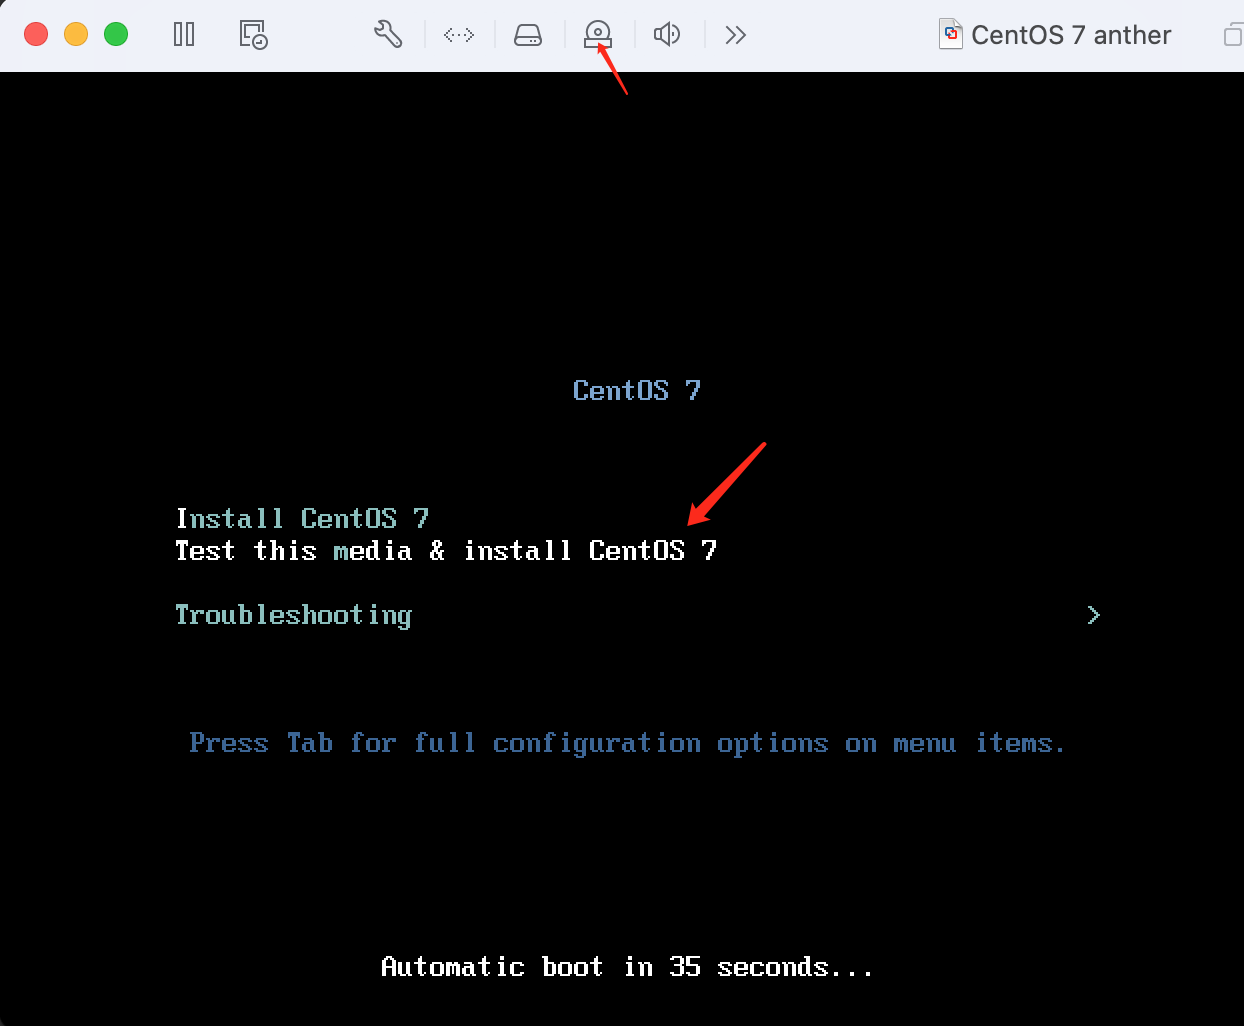 CentOS 7 anther
CentOS 7
Install CentOS 7
Test this media & install CentOS 7
Troubleshooting >
Press Tab for full configuration options on menu items.
Automatic boot in 35 seconds...